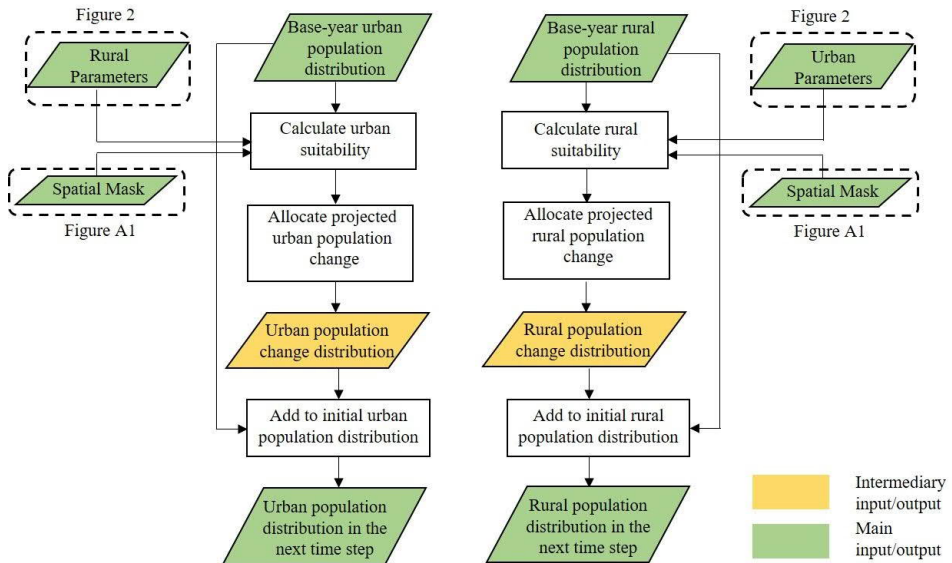 Figure 2
Rural
Parameters
Spatial Mask
Figure A1
Base-year urban
population
distribution
Calculate urban
suitability
Allocate projected
urban population
change
Urban population
change distribution
Add to initial urban
population distribution
Urban population
distribution in the
next time step
Base-year rural
population
distribution
Calculate rural
suitability
Allocate projected
rural population
change
Rural population
change distribution
Add to initial rural
population distribution
Rural population
distribution in the
next time step
Figure 2
Urban
Parameters
Spatial Mask
Figure A1
Intermediary
input/output
Main
input/output